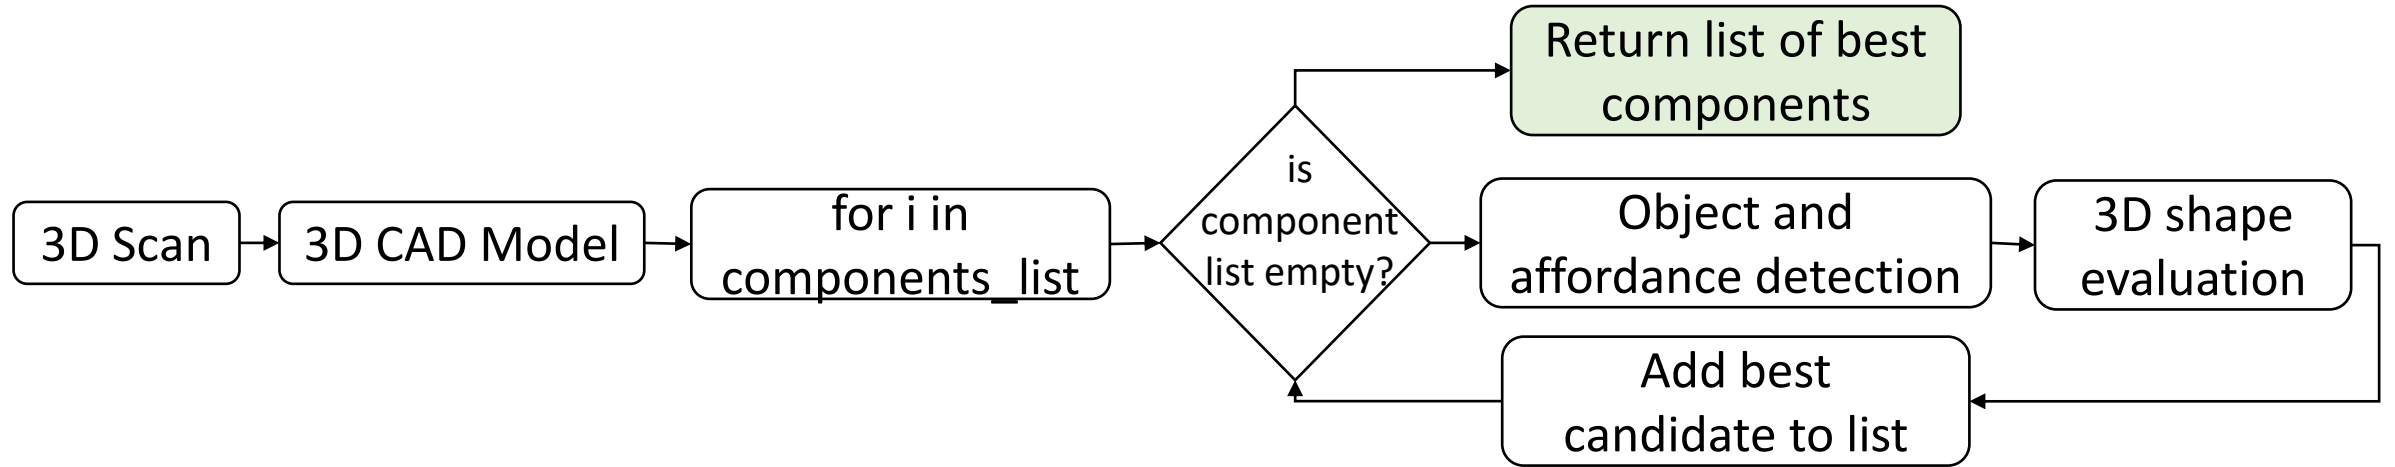 3D Scan
3D CAD Model
for i in
components_list
is
component
list empty?
Return list of best
components
Object and
affordance detection
3D shape
evaluation
Add best
candidate to list